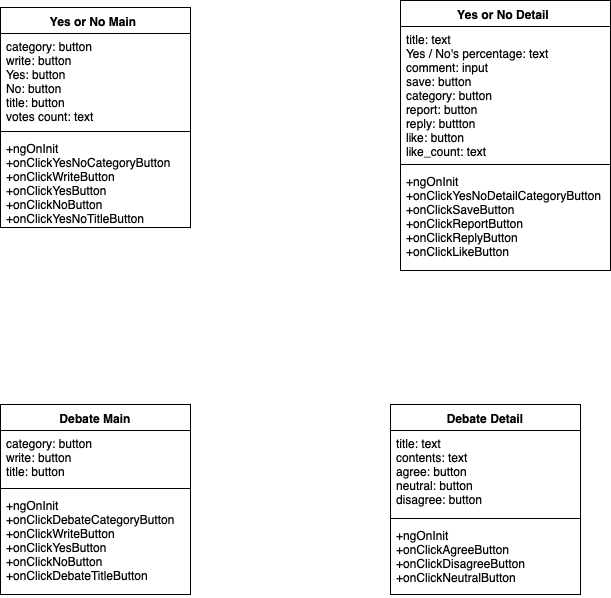 Yes or No Main
category: button
write: button
Yes: button
No: button
title: button
votes count: text
+ngOnInit
+onClickYesNoCategoryButton
+onClickWriteButton
+onClickYesButton
+onClickNoButton
+onClickYesNoTitleButton
Yes or No Detail
title: text
Yes / No's percentage: text
comment: input
save: button
category: button
report: button
reply: buttton
like: button
like_count: text
+ngOnInit
+onClickYesNoDetailCategoryButton
+onClickSaveButton
+onClickReportButton
+onClickReplyButton
+onClickLikeButton
Debate Main
category: button
write: button
title: button
+ngOnInit
+onClickDebateCategoryButton
+onClickWriteButton
+onClickYesButton
+onClickNoButton
+onClickDebateTitleButton
Debate Detail
title: text
contents: text
agree: button
neutral: button
disagree: button
+ngOnInit
+onClickAgreeButton
+onClickDisagreeButton
+onClickNeutralButton